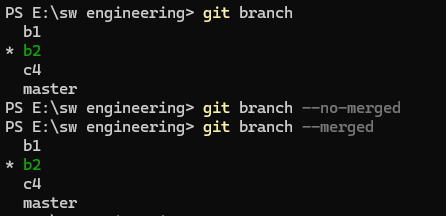 PS E:\sw engineering> git branch
  b1
* b2
  c4
  master
PS E:\sw engineering> git branch --no-merged
PS E:\sw engineering> git branch --merged
  b1
* b2
  c4
  master